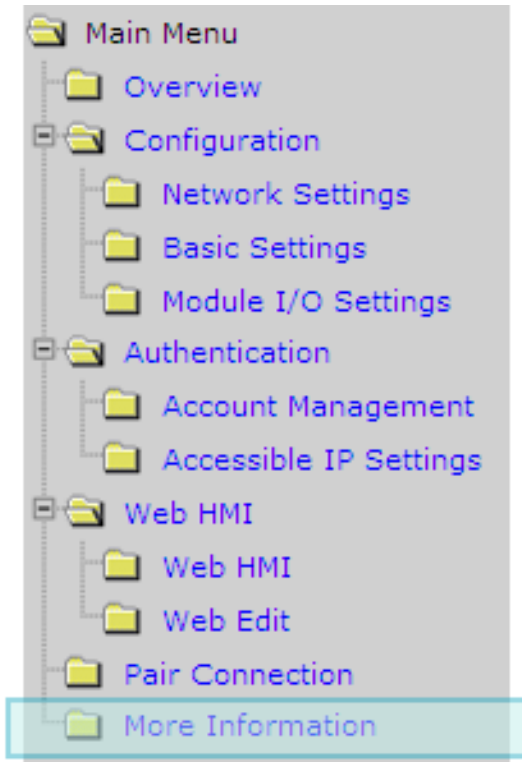 Main Menu
Overview
Configuration
Network Settings
Basic Settings
Module I/O Settings
Authentication
Account Management
Accessible IP Settings
Web HMI
Web HMI
Web Edit
Pair Connection
More Information